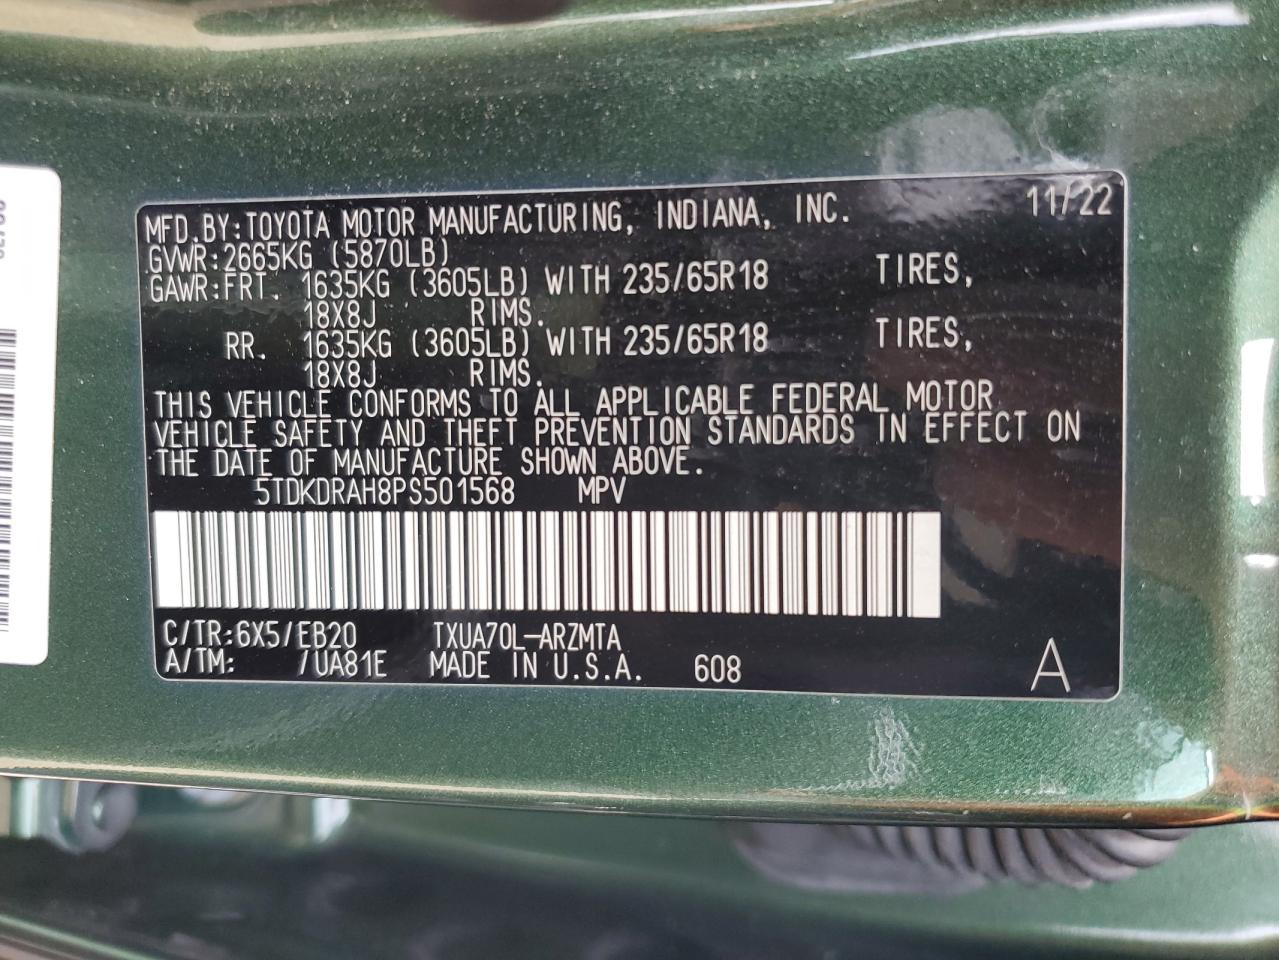 MFD.BY:TOYOTA MOTOR MANUFACTURING, INDIANA, INC. 11/22
GVWR:2665KG (5870LB)
GAWR:FRT. 1635KG (3605LB) WITH 235/65R18 TIRES,
18X8J RIMS.
RR. 1635KG (3605LB) WITH 235/65R18 TIRES,
18X8J RIMS.
THIS VEHICLE CONFORMS TO ALL APPLICABLE FEDERAL MOTOR
VEHICLE SAFETY AND THEFT PREVENTION STANDARDS IN EFFECT ON
THE DATE OF MANUFACTURE SHOWN ABOVE.
5TDKDRAH8PS501568 MPV
C/TR:6X5/EB20 TXUA70L-ARZMTA
A/TM: /UA81E MADE IN U.S.A. 608 A